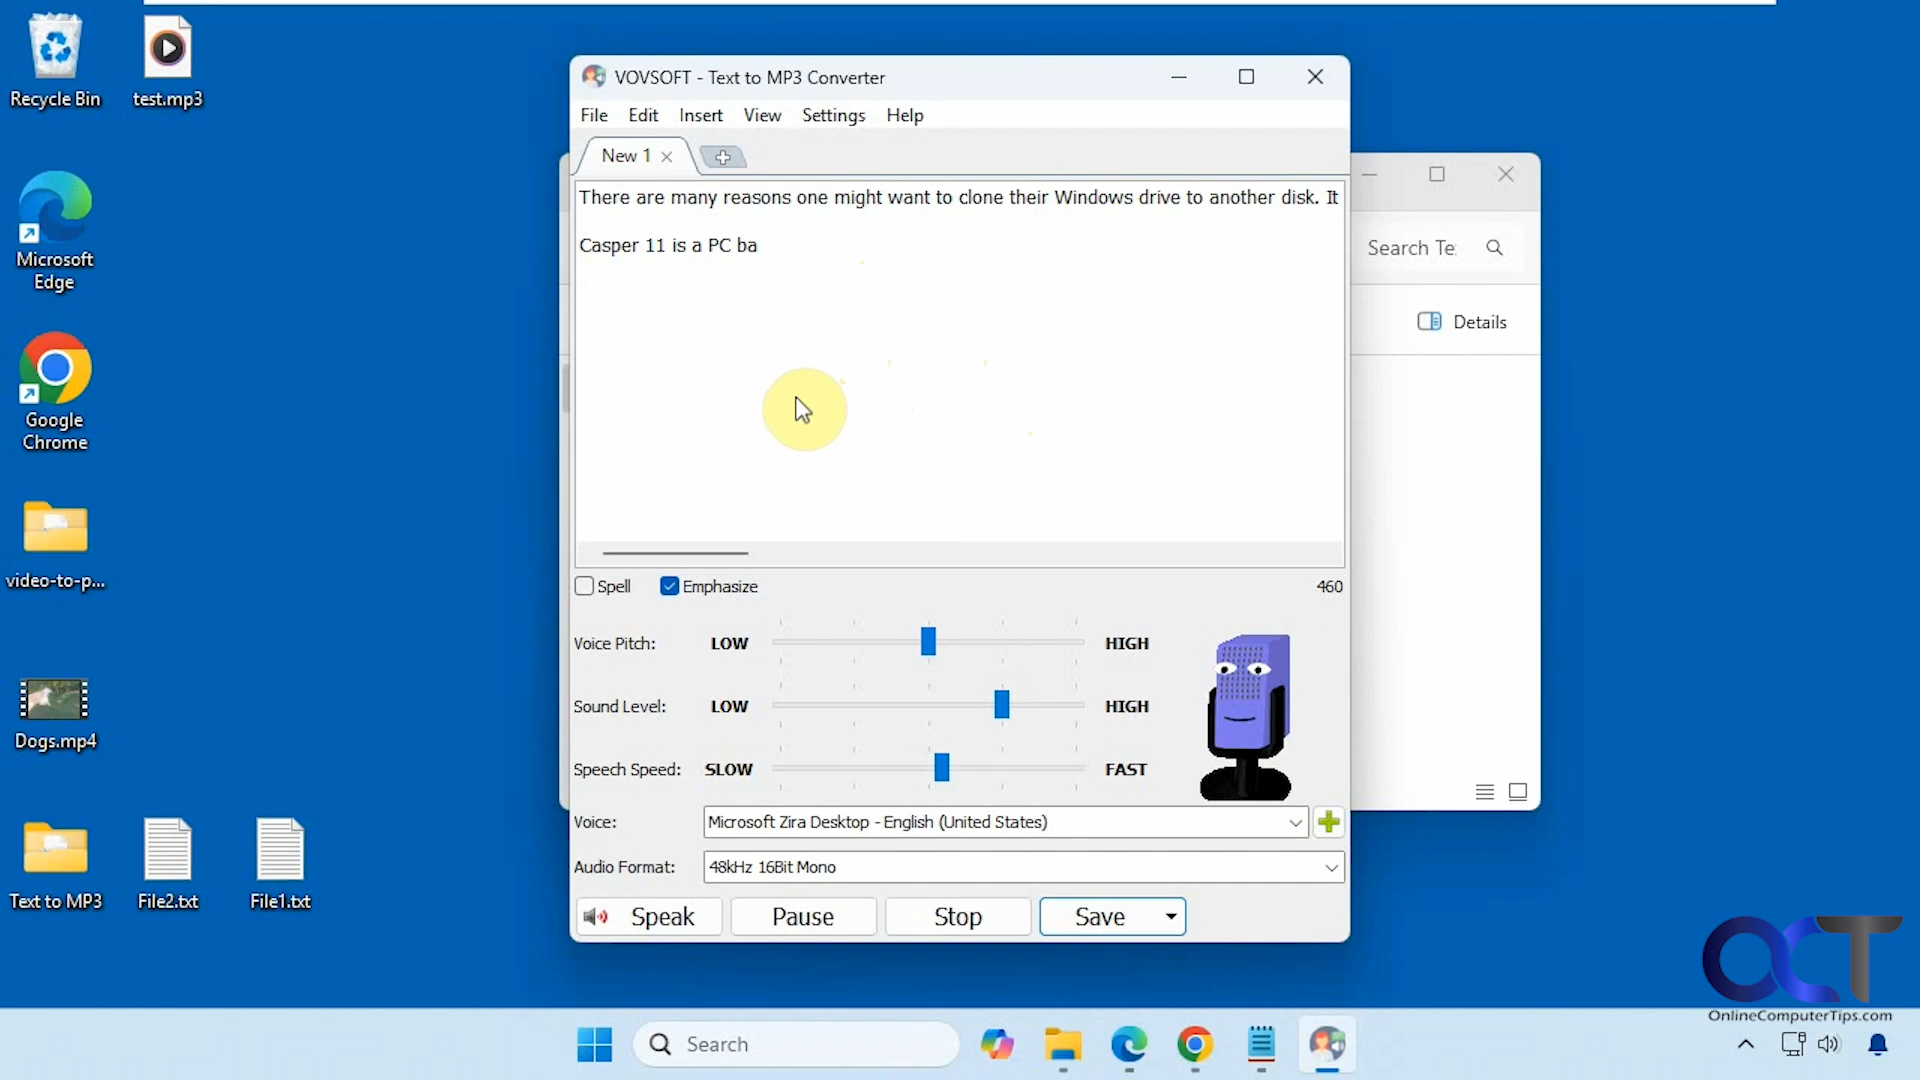 Recycle Bin
test.mp3
Microsoft
Edge
Google
Chrome
video-to-p...
Dogs.mp4
Text to MP3
File2.txt
File1.txt
VOVSOFT - Text to MP3 Converter
File Edit Insert View Settings Help
New 1
There are many reasons one might want to clone their Windows drive to another disk. It
Casper 11 is a PC ba
Search Te
Details
Spell Emphasize 460
Voice Pitch: LOW HIGH
Sound Level: LOW HIGH
Speech Speed: SLOW FAST
Voice: Microsoft Zira Desktop - English (United States)
Audio Format: 48kHz 16Bit Mono
Speak Pause Stop Save
OCT
OnlineComputerTips.com
Search